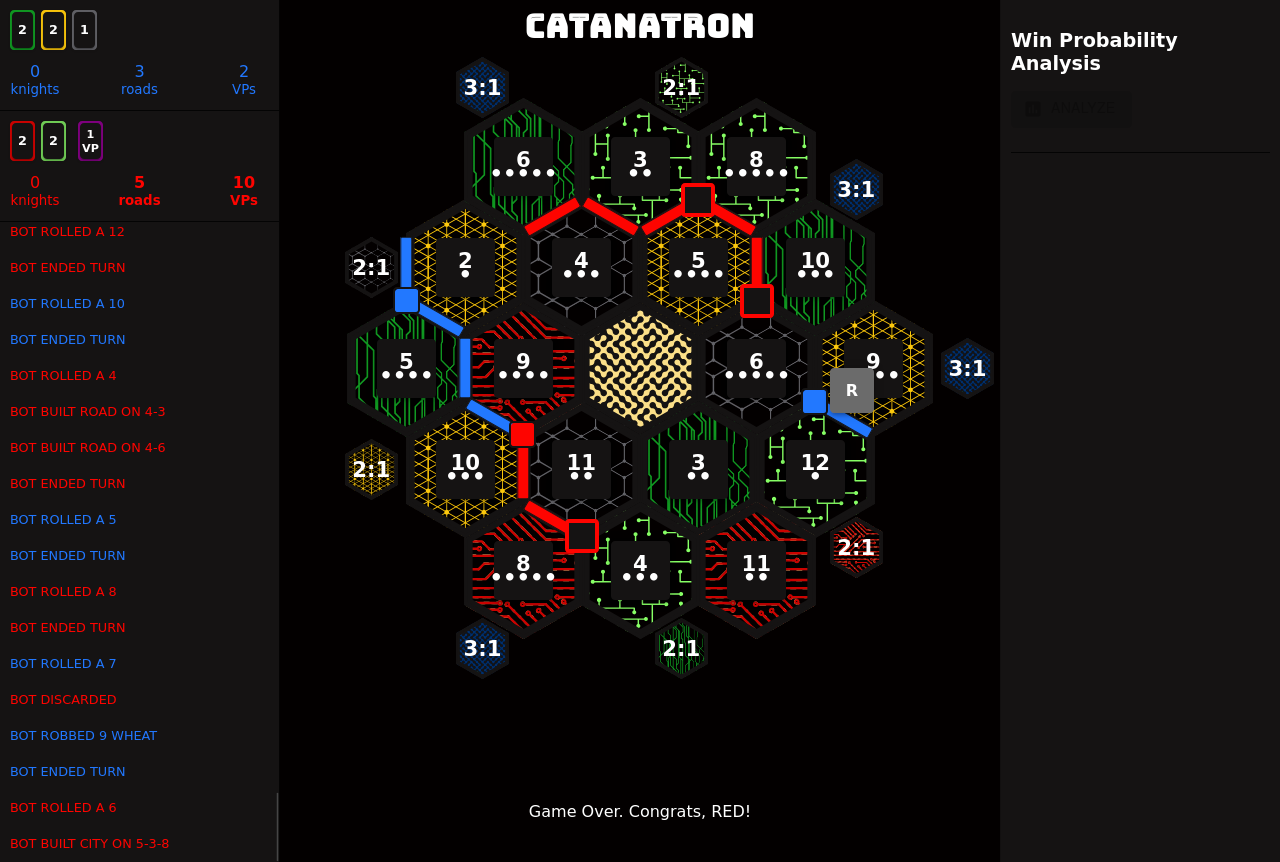 CATANATRON
2 2 1
0 3 2
knights roads VPs
2 2 1 VP
0 5 10
knights roads VPs
BOT ROLLED A 12
BOT ENDED TURN
BOT ROLLED A 10
BOT ENDED TURN
BOT ROLLED A 4
BOT BUILT ROAD ON 4-3
BOT BUILT ROAD ON 4-6
BOT ENDED TURN
BOT ROLLED A 5
BOT ENDED TURN
BOT ROLLED A 8
BOT ENDED TURN
BOT ROLLED A 7
BOT DISCARDED
BOT ROBBED 9 WHEAT
BOT ENDED TURN
BOT ROLLED A 6
BOT BUILT CITY ON 5-3-8
3:1 2:1
6 3 8
3:1
2:1 2 4 5 10
5 9 6 9 3:1
R
2:1 10 11 3 12
2:1
8 4 11
3:1 2:1
Game Over. Congrats, RED!
Win Probability
Analysis
ANALYZE